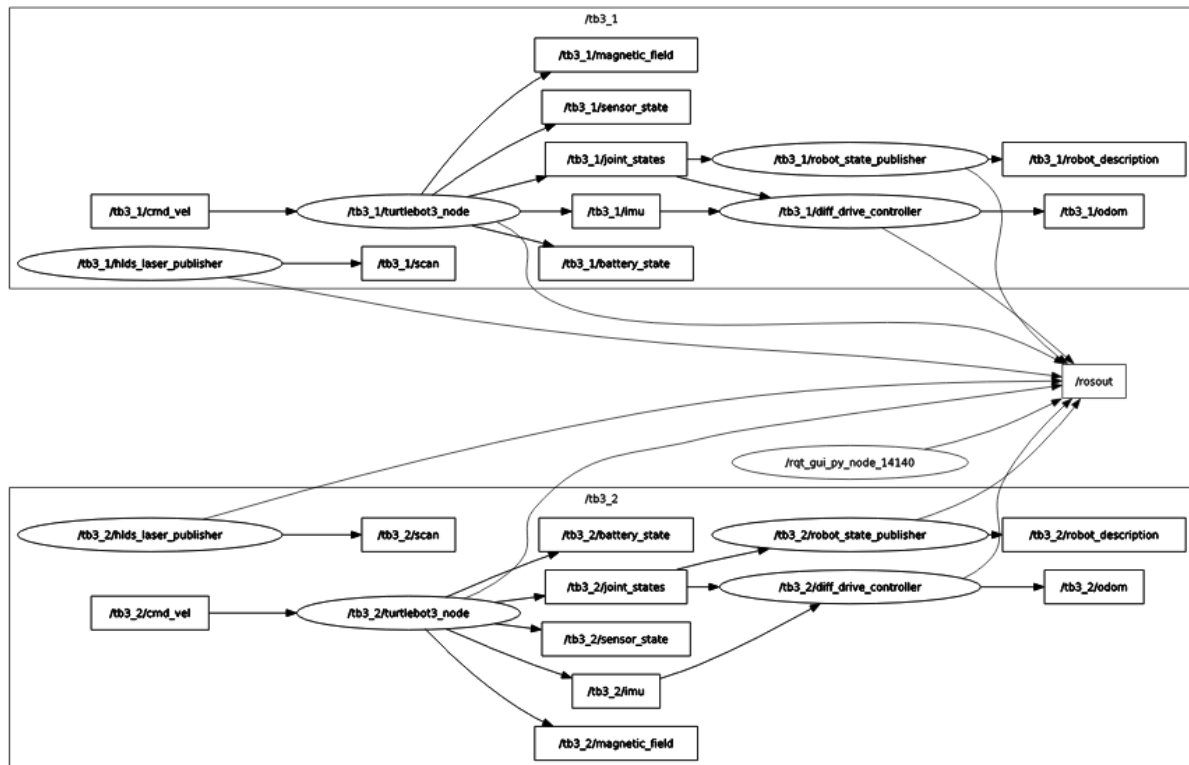 /tb3_1
/tb3_1/magnetic_field
/tb3_1/sensor_state
/tb3_1/joint_states
/tb3_1/robot_state_publisher
/tb3_1/robot_description
/tb3_1/cmd_vel
/tb3_1/turtlebot3_node
/tb3_1/imu
/tb3_1/diff_drive_controller
/tb3_1/odom
/tb3_1/hlds_laser_publisher
/tb3_1/scan
/tb3_1/battery_state
/rosout
/rqt_gui_py_node_14140
/tb3_2
/tb3_2/hlds_laser_publisher
/tb3_2/scan
/tb3_2/battery_state
/tb3_2/robot_state_publisher
/tb3_2/robot_description
/tb3_2/joint_states
/tb3_2/diff_drive_controller
/tb3_2/odom
/tb3_2/cmd_vel
/tb3_2/turtlebot3_node
/tb3_2/sensor_state
/tb3_2/imu
/tb3_2/magnetic_field